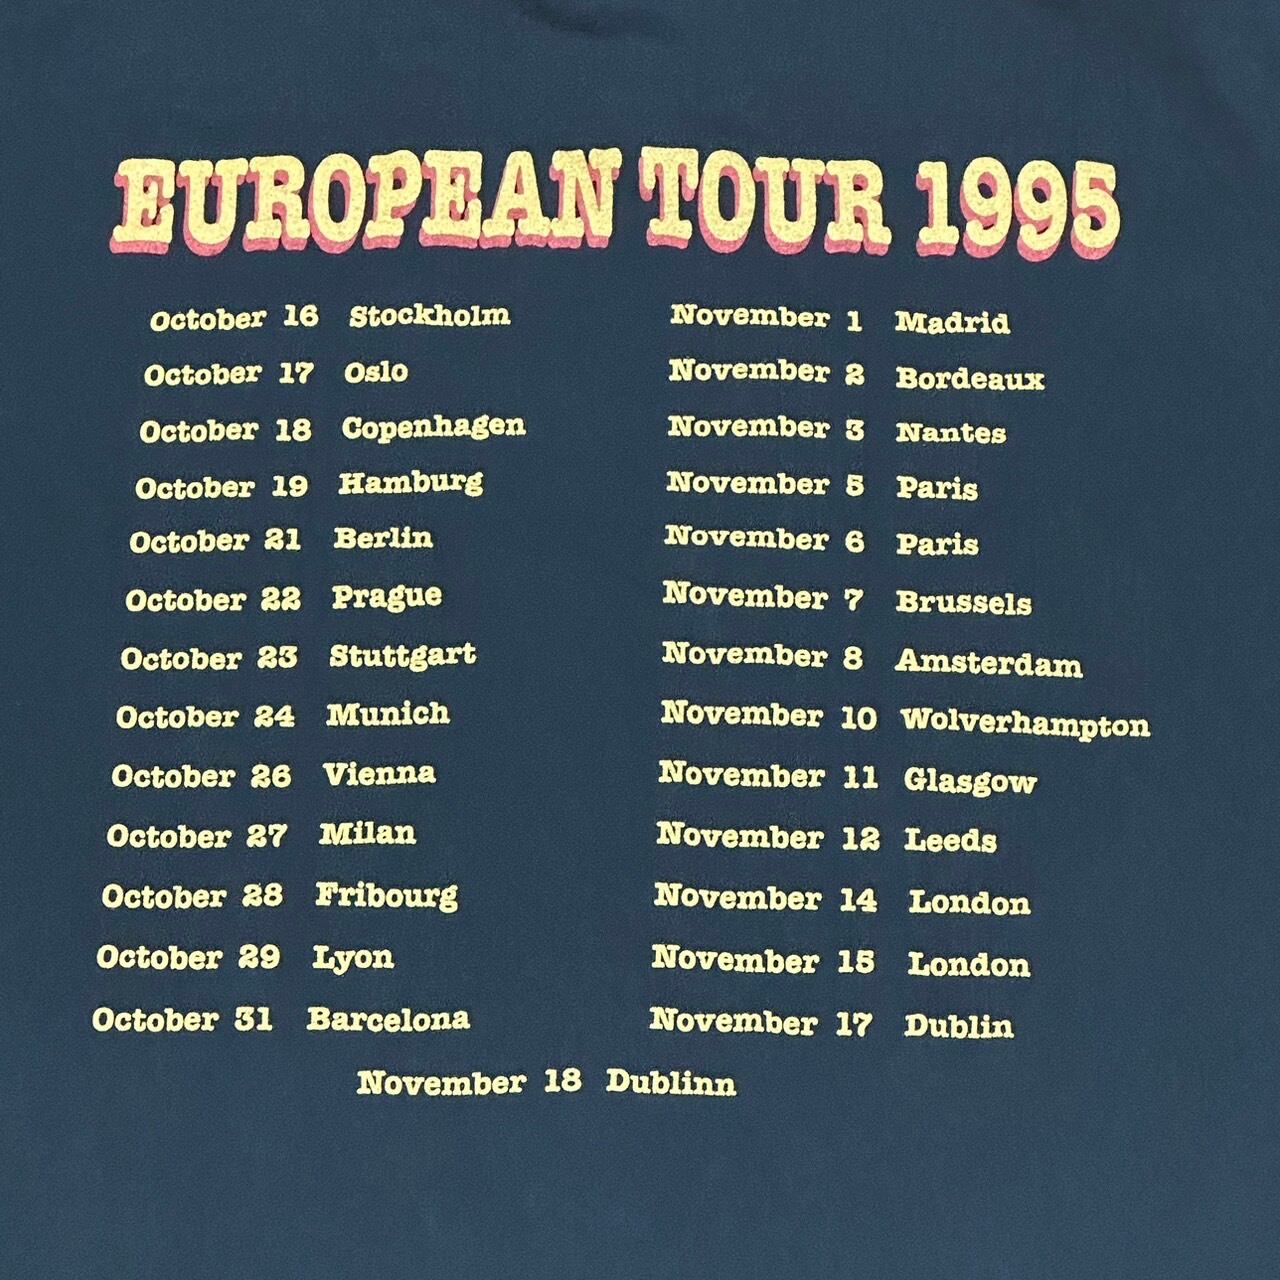 EUROPEAN TOUR 1995
October 16 Stockholm
October 17 Oslo
October 18 Copenhagen
October 19 Hamburg
October 21 Berlin
October 22 Prague
October 23 Stuttgart
October 24 Munich
October 26 Vienna
October 27 Milan
October 28 Fribourg
October 29 Lyon
October 31 Barcelona
November 1 Madrid
November 2 Bordeaux
November 3 Nantes
November 5 Paris
November 6 Paris
November 7 Brussels
November 8 Amsterdam
November 10 Wolverhampton
November 11 Glasgow
November 12 Leeds
November 14 London
November 15 London
November 17 Dublin
November 18 Dublinn